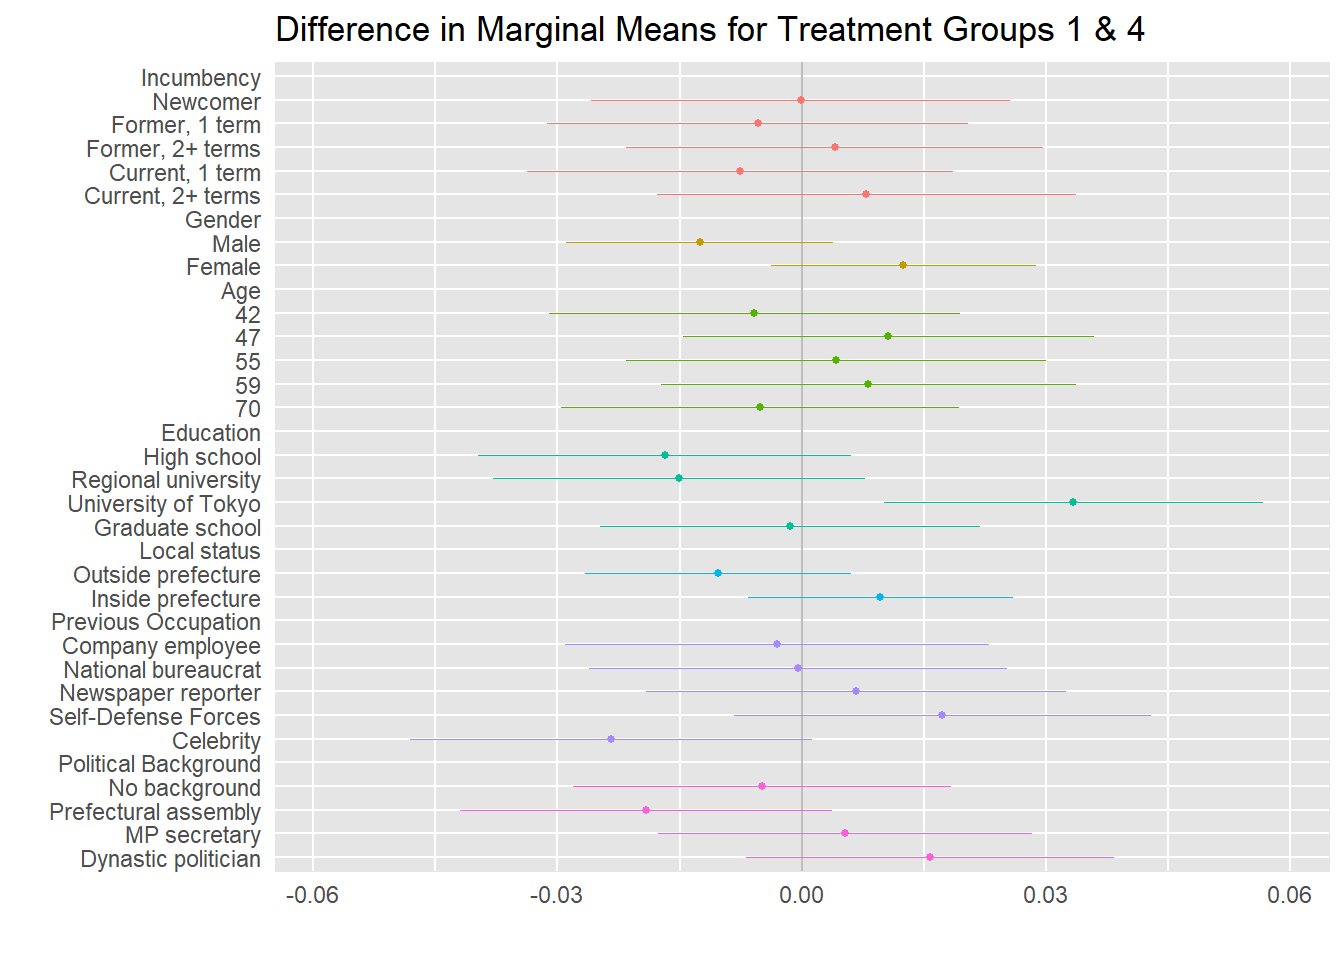 Difference in Marginal Means for Treatment Groups 1 & 4
Incumbency
Newcomer
Former, 1 term
Former, 2+ terms
Current, 1 term
Current, 2+ terms
Gender
Male
Female
Age
42
47
55
59
70
Education
High school
Regional university
University of Tokyo
Graduate school
Local status
Outside prefecture
Inside prefecture
Previous Occupation
Company employee
National bureaucrat
Newspaper reporter
Self-Defense Forces
Celebrity
Political Background
No background
Prefectural assembly
MP secretary
Dynastic politician
-0.06 -0.03 0.00 0.03 0.06